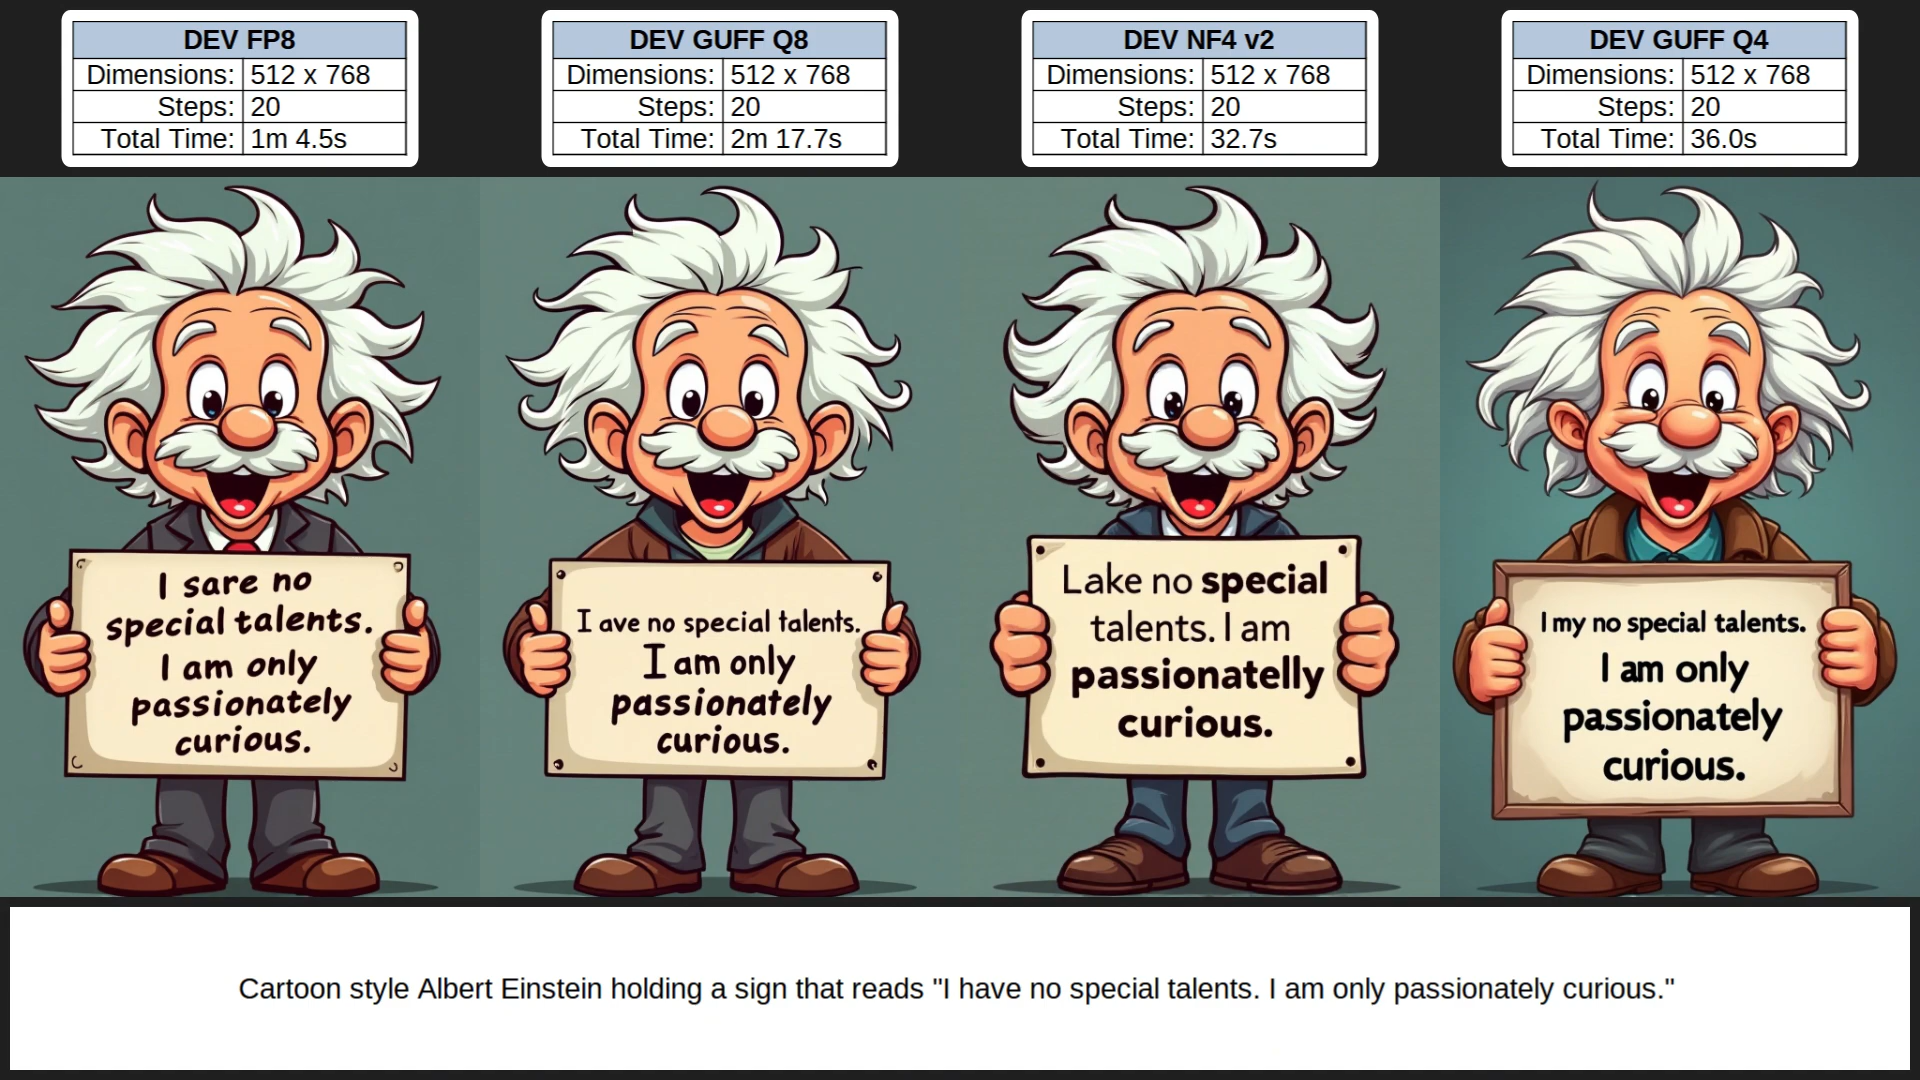 DEV FP8
Dimensions: 512 x 768
Steps: 20
Total Time: 1m 4.5s
DEV GUFF Q8
Dimensions: 512 x 768
Steps: 20
Total Time: 2m 17.7s
DEV NF4 v2
Dimensions: 512 x 768
Steps: 20
Total Time: 32.7s
DEV GUFF Q4
Dimensions: 512 x 768
Steps: 20
Total Time: 36.0s
I sare no
special talents.
I am only
passionately
curious.
I ave no special talents.
I am only
passionately
curious.
Lake no special
talents. I am
passionatelly
curious.
I my no special talents.
I am only
passionately
curious.
Cartoon style Albert Einstein holding a sign that reads "I have no special talents. I am only passionately curious."